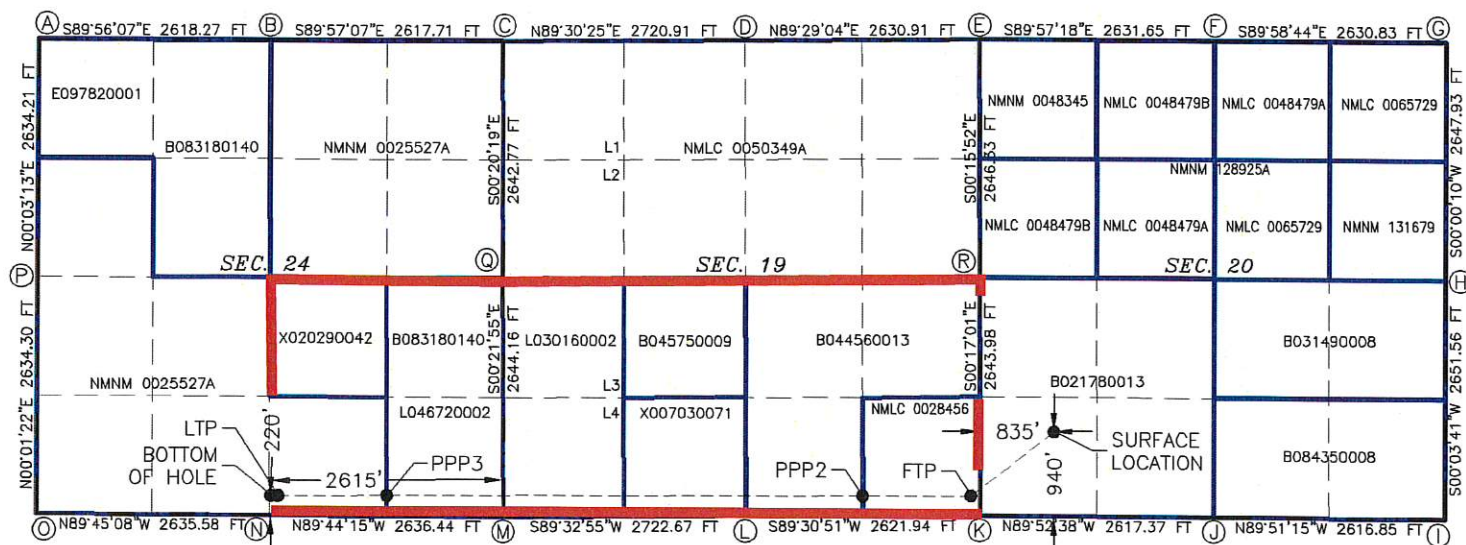 A B C D E F G
S89°56'07"E 2618.27 FT
S89°57'07"E 2617.71 FT
N89°30'25"E 2720.91 FT
N89°29'04"E 2630.91 FT
S89°57'18"E 2631.65 FT
S89°58'44"E 2630.83 FT
N00°03'13"E 2634.21 FT
E097820001
B083180140
NMNM 0025527A
S00°20'19"E
2642.77 FT
L1
L2
NMLC 0050349A
S00°15'52"E
2646.53 FT
NMNM 0048345
NMLC 0048479B
NMLC 0048479A
NMLC 0065729
NMNM 128925A
NMLC 0048479B
NMLC 0048479A
NMLC 0065729
NMNM 131679
S00°00'10"W 2647.93 FT
P
SEC. 24
Q
SEC. 19
R
SEC. 20
H
N00°01'22"E 2634.30 FT
X020290042
B083180140
S00°21'55"E
2644.16 FT
L030160002
B045750009
B044560013
S00°17'01"E
2643.98 FT
B031490008
NMNM 0025527A
L3
L4
B021780013
L046720002
X007030071
NMLC 0028456
LTP
BOTTOM
OF HOLE
220'
2615'
PPP3
PPP2
FTP
835'
940'
SURFACE
LOCATION
B084350008
S00°03'41"W 2651.56 FT
O N M L K J I
N89°45'08"W 2635.58 FT
N89°44'15"W 2636.44 FT
S89°32'55"W 2722.67 FT
S89°30'51"W 2621.94 FT
N89°52'38"W 2617.37 FT
N89°51'15"W 2616.85 FT